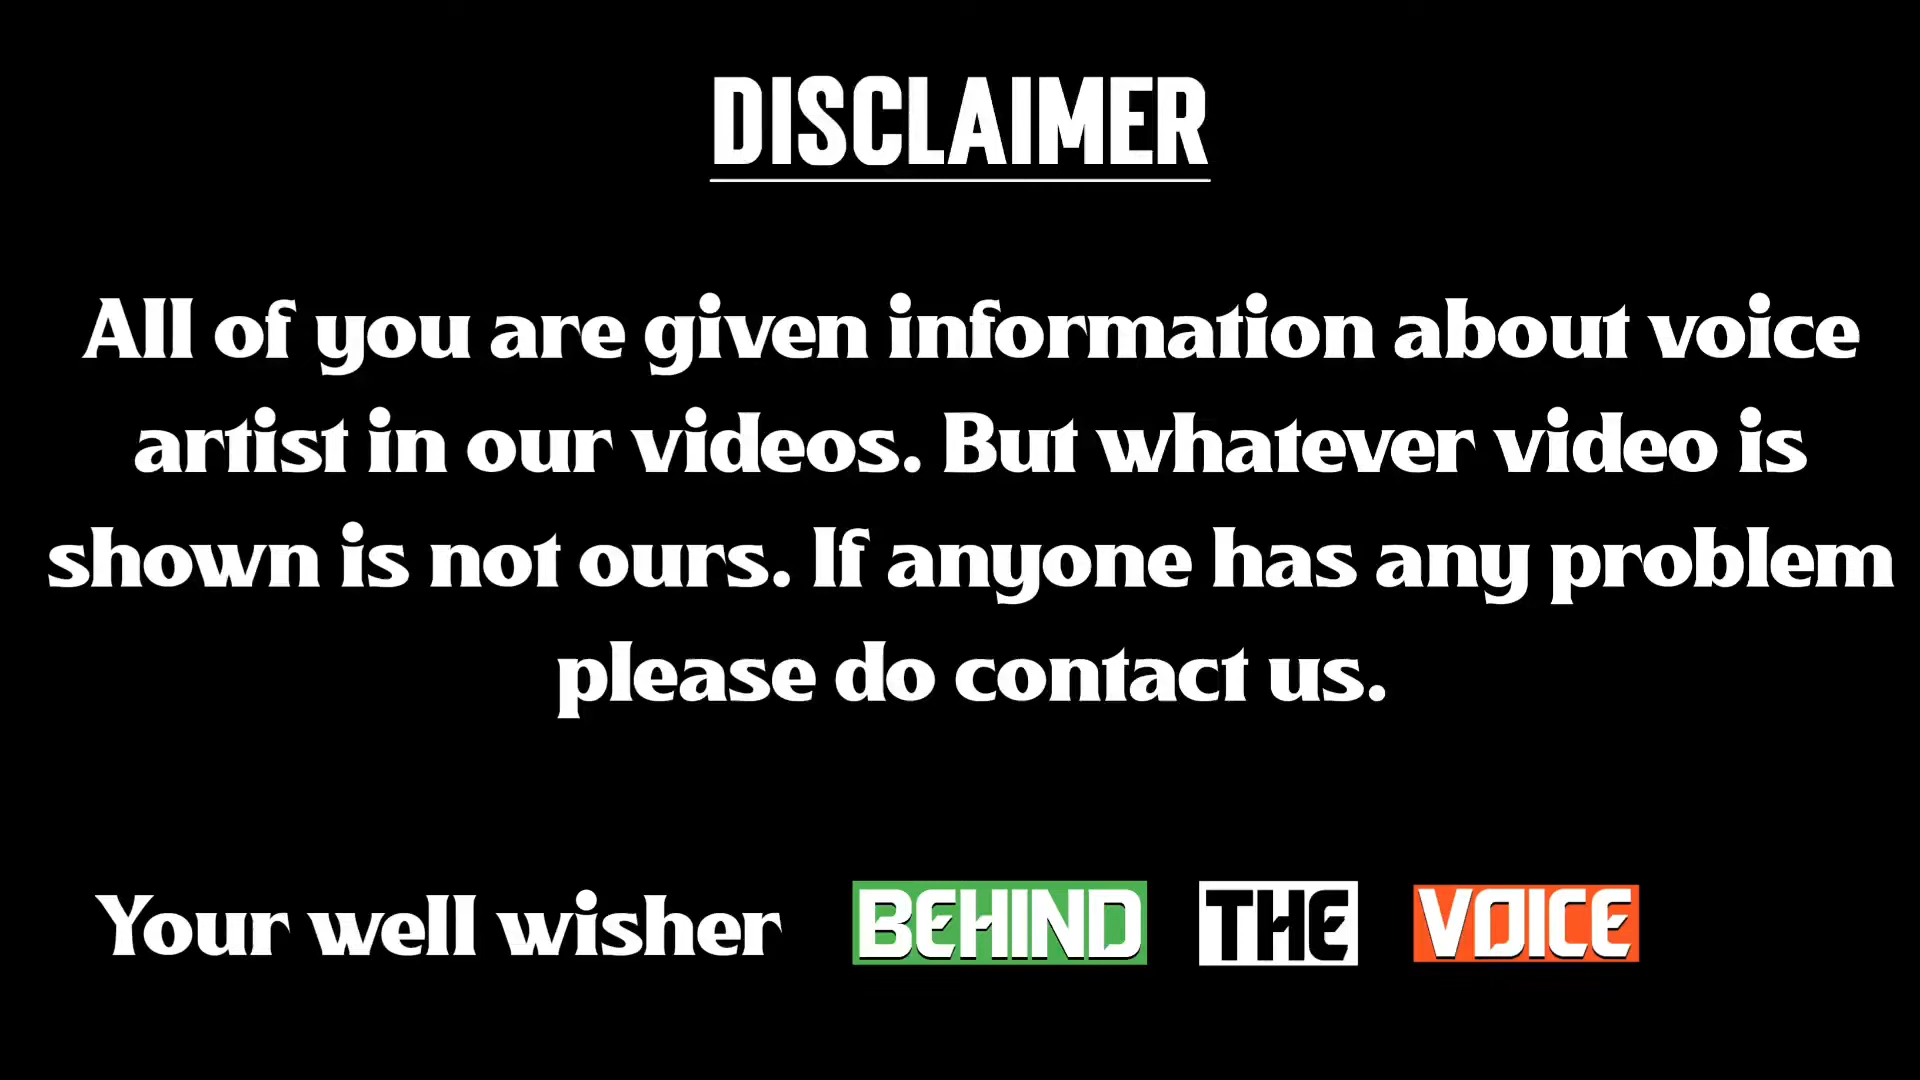 DISCLAIMER
All of you are given information about voice
artist in our videos. But whatever video is
shown is not ours. If anyone has any problem
please do contact us.
Your well wisher BEHIND THE VOICE